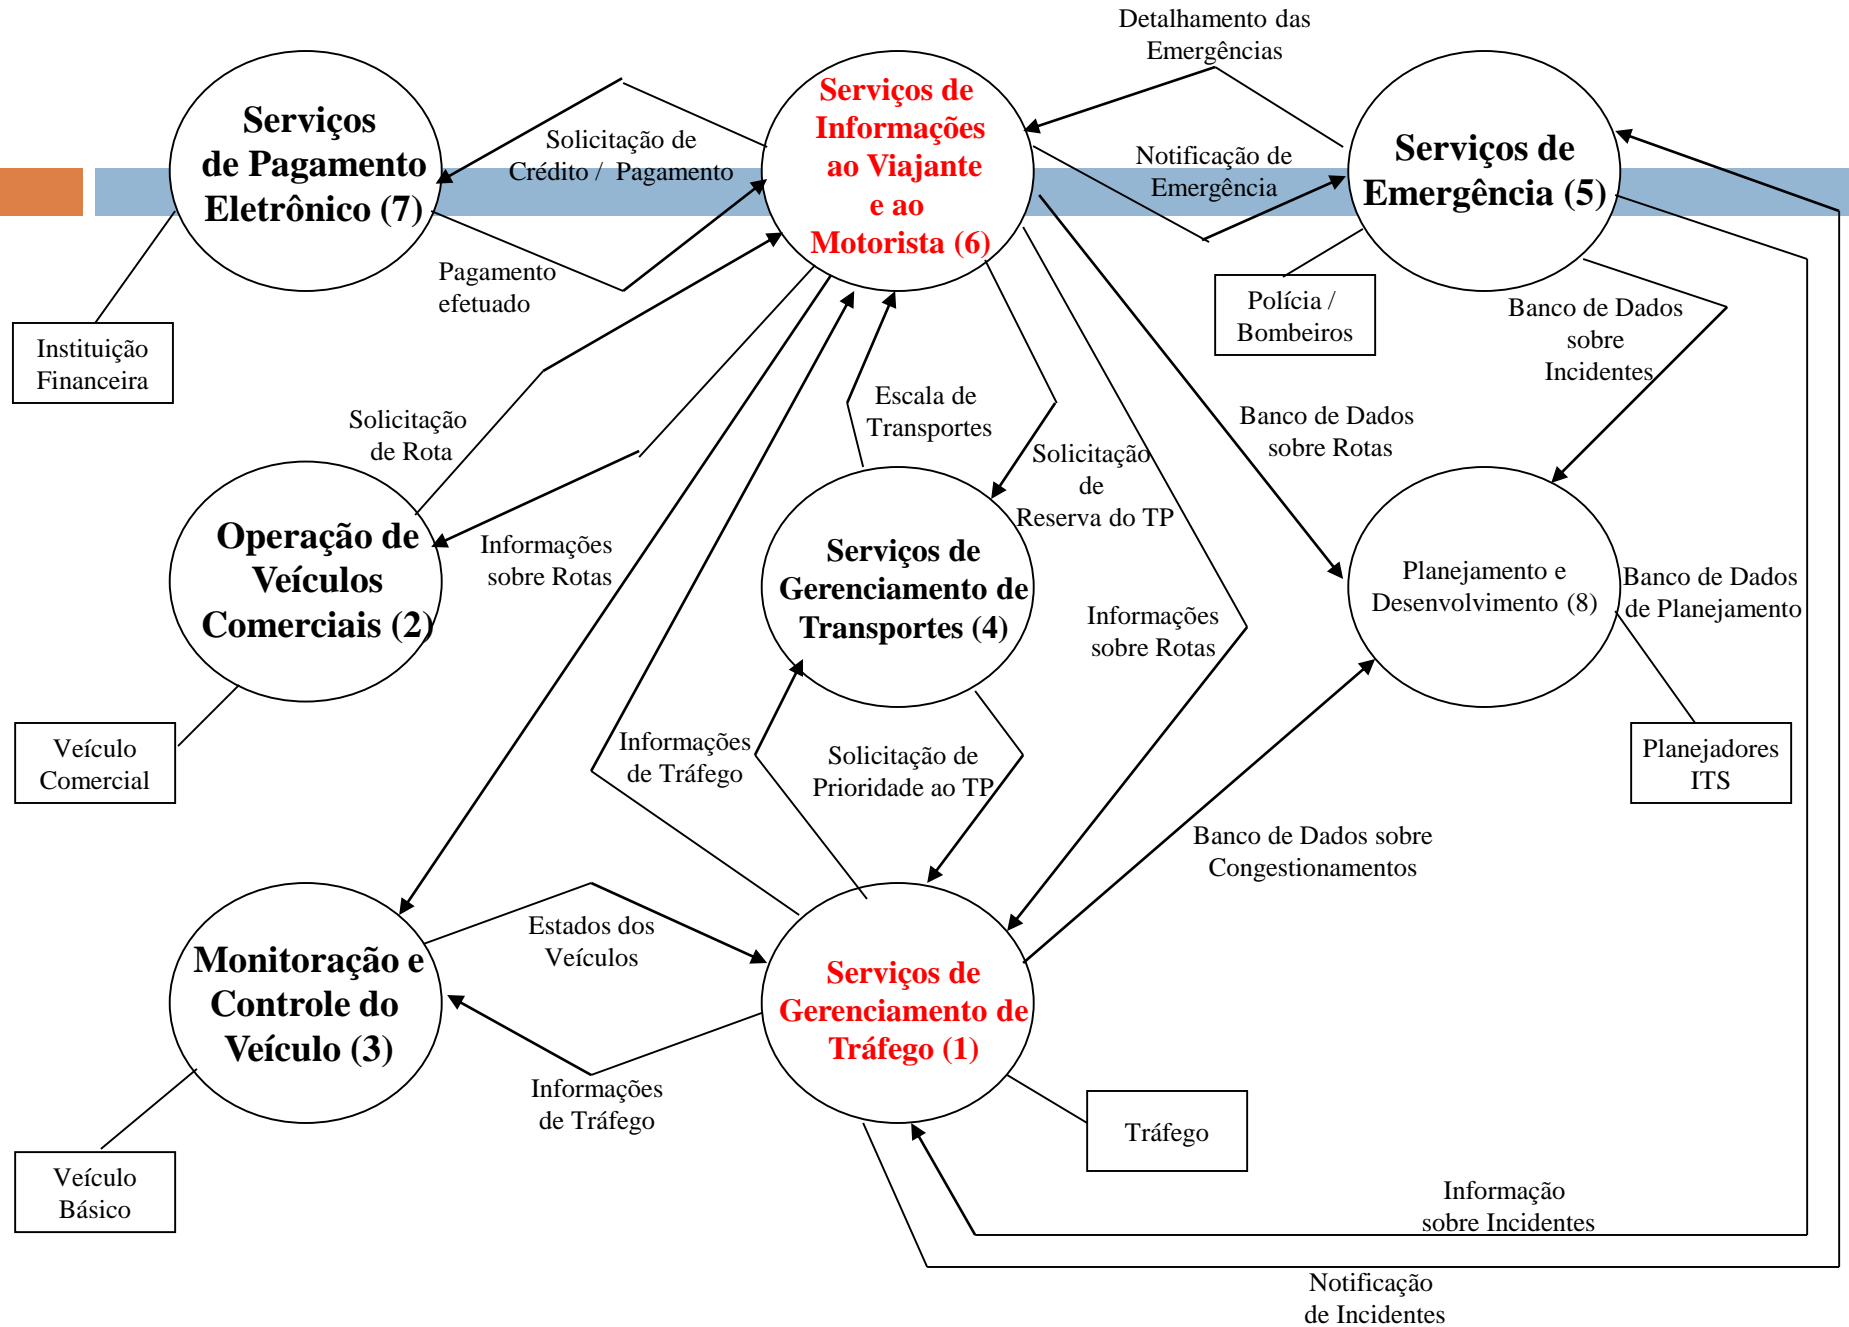 Detalhamento das
Emergências
Serviços
de Pagamento
Eletrônico (7)
Solicitação de
Crédito / Pagamento
Serviços de
Informações
ao Viajante
e ao
Motorista (6)
Notificação de
Emergência
Serviços de
Emergência (5)
Pagamento
efetuado
Polícia /
Bombeiros
Banco de Dados
sobre
Incidentes
Instituição
Financeira
Solicitação
de Rota
Escala de
Transportes
Banco de Dados
sobre Rotas
Solicitação
de
Reserva do TP
Operação de
Veículos
Comerciais (2)
Informações
sobre Rotas
Serviços de
Gerenciamento de
Transportes (4)
Informações
sobre Rotas
Planejamento e
Desenvolvimento (8)
Banco de Dados
de Planejamento
Veículo
Comercial
Informações
de Tráfego
Solicitação de
Prioridade ao TP
Planejadores
ITS
Banco de Dados sobre
Congestionamentos
Monitoração e
Controle do
Veículo (3)
Estados dos
Veículos
Serviços de
Gerenciamento de
Tráfego (1)
Informações
de Tráfego
Tráfego
Veículo
Básico
Informação
sobre Incidentes
Notificação
de Incidentes